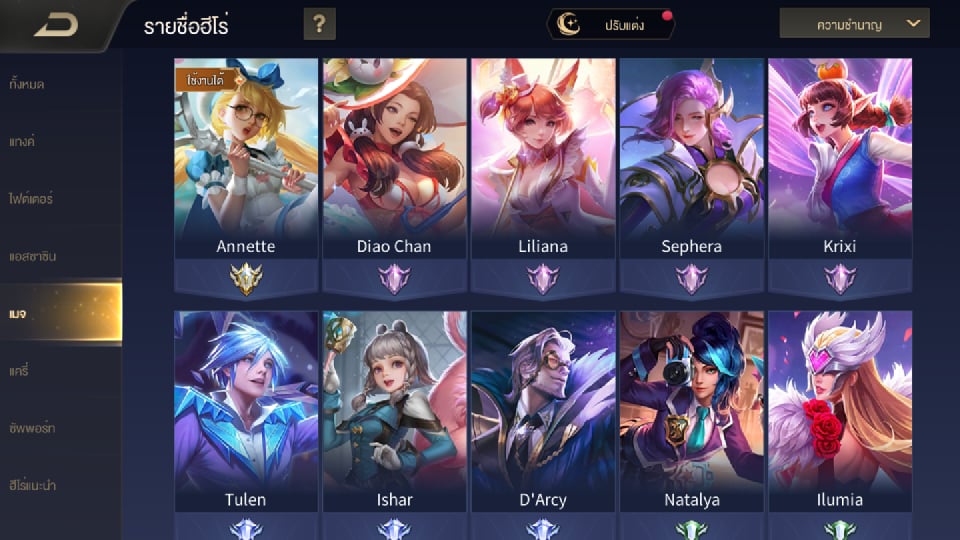 รายชื่อฮีโร่
?
ปรับแต่ง
ความชำนาญ
ทั้งหมด
แทงค์
ไฟต์เตอร์
แอสซาซิน
เมจ
แครี่
ซัพพอร์ท
ฮีโร่แนะนำ
ใช้งานได้
Annette
Diao Chan
Liliana
Sephera
Krixi
Tulen
Ishar
D'Arcy
Natalya
Ilumia